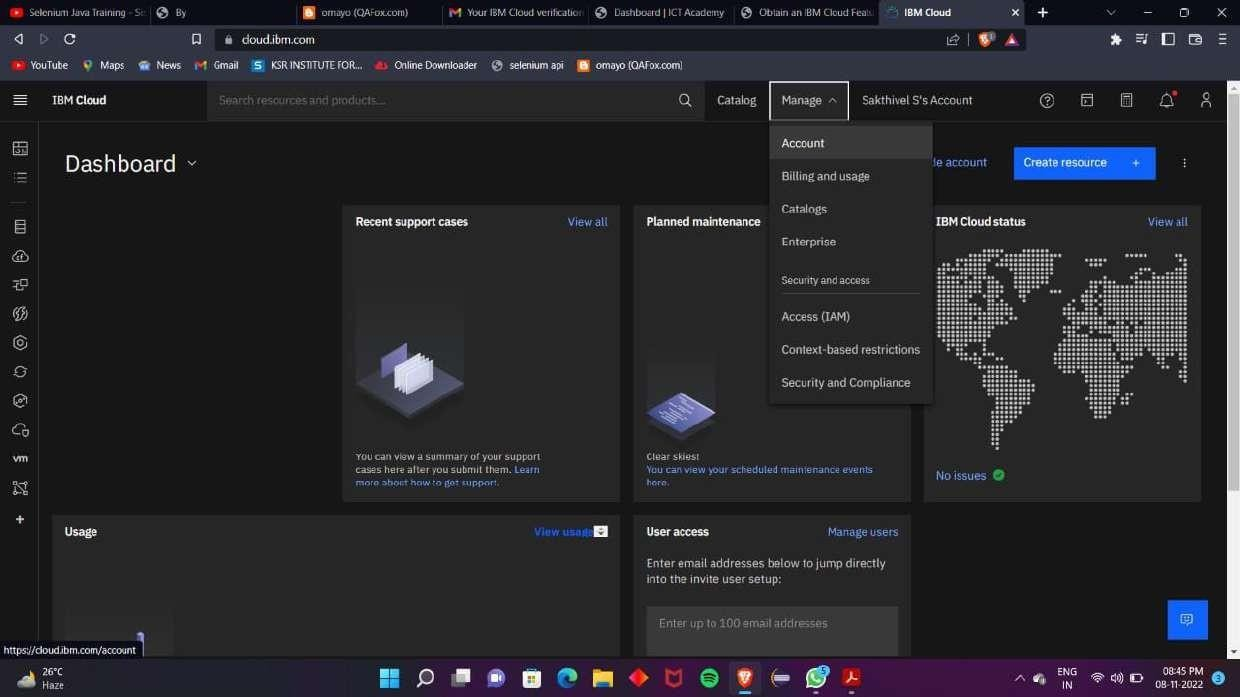 Selenium Java Training - Se
By
omayo (QAFox.com)
Your IBM Cloud verification
Dashboard | ICT Academy
Obtain an IBM Cloud Featu
IBM Cloud
cloud.ibm.com
YouTube
Maps
News
Gmail
KSR INSTITUTE FOR...
Online Downloader
selenium api
omayo (QAFox.com)
IBM Cloud
Search resources and products...
Catalog
Manage
Sakthivel S's Account
Dashboard
de account
Create resource +
Account
Billing and usage
Catalogs
Enterprise
Security and access
Access (IAM)
Context-based restrictions
Security and Compliance
Recent support cases
View all
You can view a summary of your support
cases here after you submit them. Learn
more about how to get support.
Planned maintenance
Clear skies!
You can view your scheduled maintenance events
here.
IBM Cloud status
View all
No issues
vm
Usage
View usage
User access
Manage users
Enter email addresses below to jump directly
into the invite user setup:
Enter up to 100 email addresses
https://cloud.ibm.com/account
26°C
Haze
5
ENG
IN
08:45 PM
08-11-2022
3